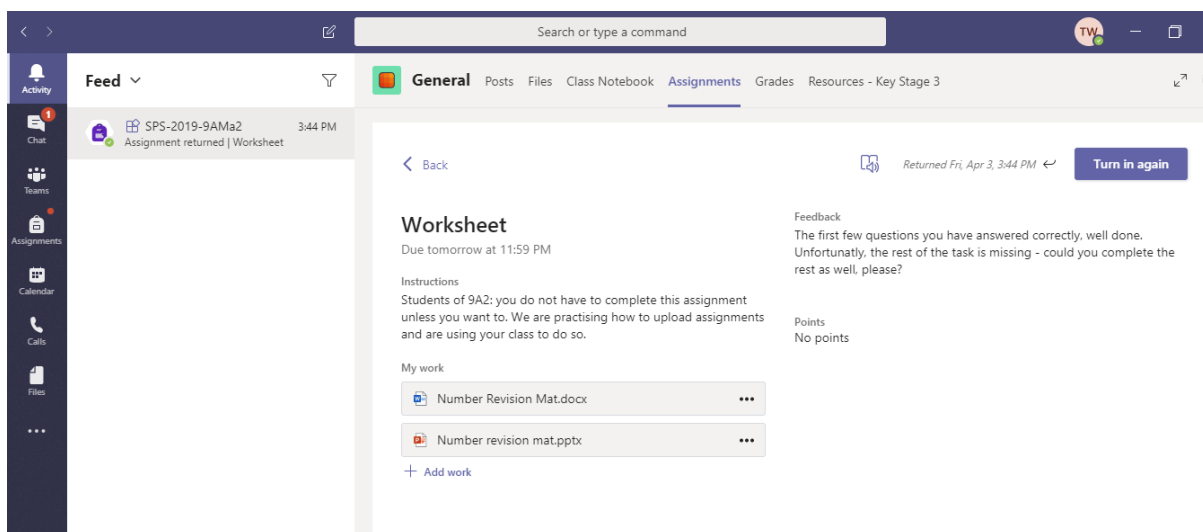 Search or type a command
TW
Activity
1
Chat
Teams
Assignments
Calendar
Calls
Files
Feed
SPS-2019-9AMa2 3:44 PM
Assignment returned | Worksheet
General Posts Files Class Notebook Assignments Grades Resources - Key Stage 3
Back
Returned Fri, Apr 3, 3:44 PM
Turn in again
Worksheet
Due tomorrow at 11:59 PM
Instructions
Students of 9A2: you do not have to complete this assignment
unless you want to. We are practising how to upload assignments
and are using your class to do so.
My work
Number Revision Mat.docx
Number revision mat.pptx
Add work
Feedback
The first few questions you have answered correctly, well done.
Unfortunatly, the rest of the task is missing - could you complete the
rest as well, please?
Points
No points